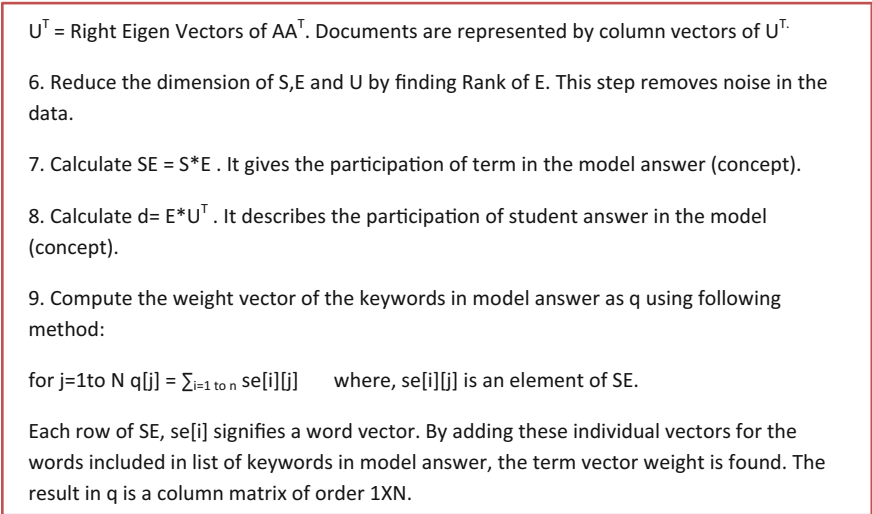 Uᵀ = Right Eigen Vectors of AAᵀ. Documents are represented by column vectors of Uᵀ·
6. Reduce the dimension of S,E and U by finding Rank of E. This step removes noise in the
data.
7. Calculate SE = S*E . It gives the participation of term in the model answer (concept).
8. Calculate d= E*Uᵀ . It describes the participation of student answer in the model
(concept).
9. Compute the weight vector of the keywords in model answer as q using following
method:
for j=1to N q[j] = ∑i=1 to n se[i][j] where, se[i][j] is an element of SE.
Each row of SE, se[i] signifies a word vector. By adding these individual vectors for the
words included in list of keywords in model answer, the term vector weight is found. The
result in q is a column matrix of order 1XN.